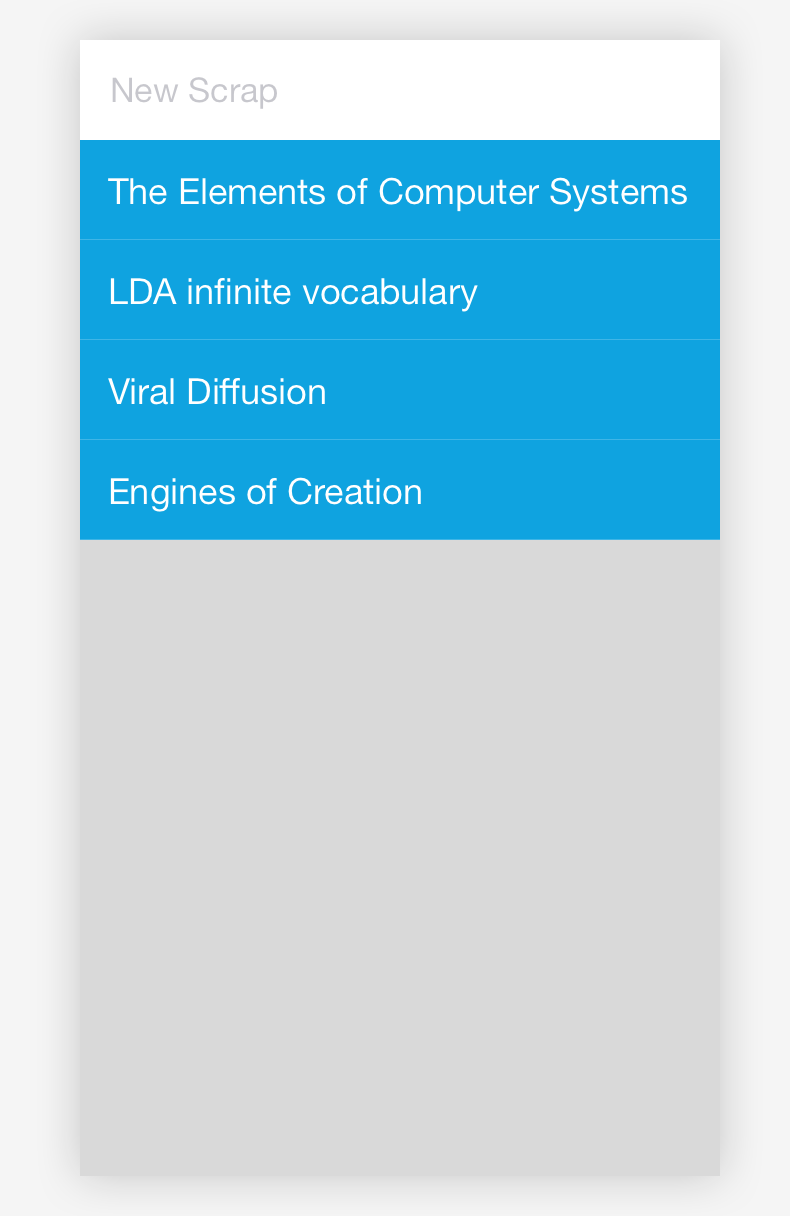 New Scrap
The Elements of Computer Systems
LDA infinite vocabulary
Viral Diffusion
Engines of Creation